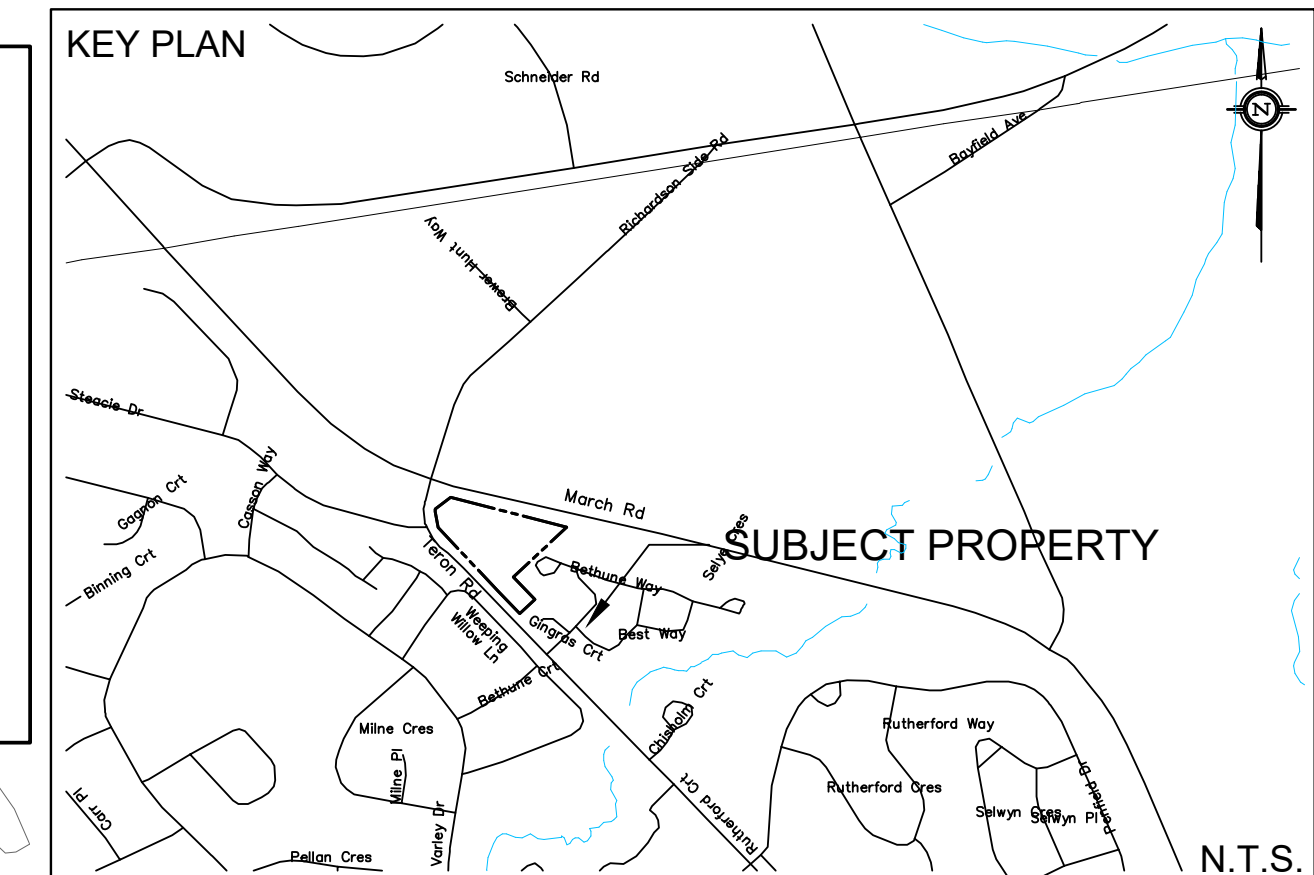 KEY PLAN
Schneider Rd
N
Bayfield Ave
Richardson Side Rd
Brewer Hunt Way
Steacie Dr
Casson Way
Gagnon Crt
March Rd
Selye Cres
SUBJECT PROPERTY
Teron Rd
Binning Crt
Bethune Way
Weeping
Willow Ln
Gingras Crt
Best Way
Bethune Crt
Chisholm Crt
Milne Cres
Rutherford Way
Milne Pl
Rutherford Crt
Rutherford Cres
Penfield Dr
Selwyn Cres
Selwyn Pl
Carr Pl
Varley Dr
Pellan Cres
N.T.S.